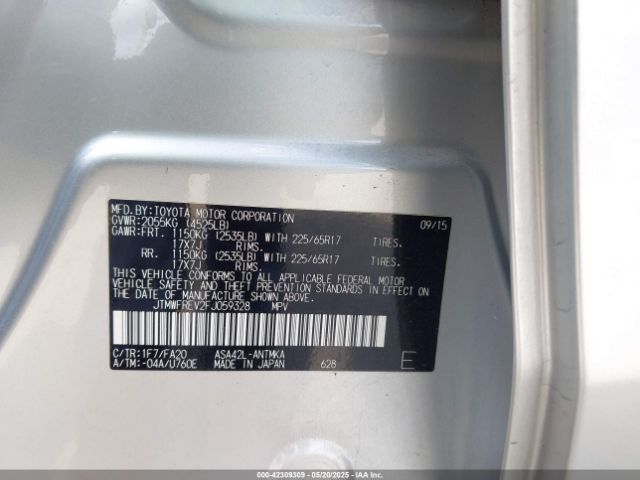 MFD. BY: TOYOTA MOTOR CORPORATION 09/15
GVWR: 2055KG (4525LB)
GAWR: FRT. 1150KG (2535LB) WITH 225/65R17 TIRES.
17X7J RIMS.
RR. 1150KG (2535LB) WITH 225/65R17 TIRES.
17X7J RIMS.
THIS VEHICLE CONFORMS TO ALL APPLICABLE FEDERAL MOTOR
VEHICLE SAFETY AND THEFT PREVENTION STANDARDS IN EFFECT
ON THE DATE OF MANUFACTURE SHOWN ABOVE.
JTMWFREV2FJ059328 MPV
C/TR: 1F7/FA20 ASA42L-ANTMKA
A/TM: -04A/U760E MADE IN JAPAN 628 E
000-42309309 - 05/20/2025 - IAA Inc.